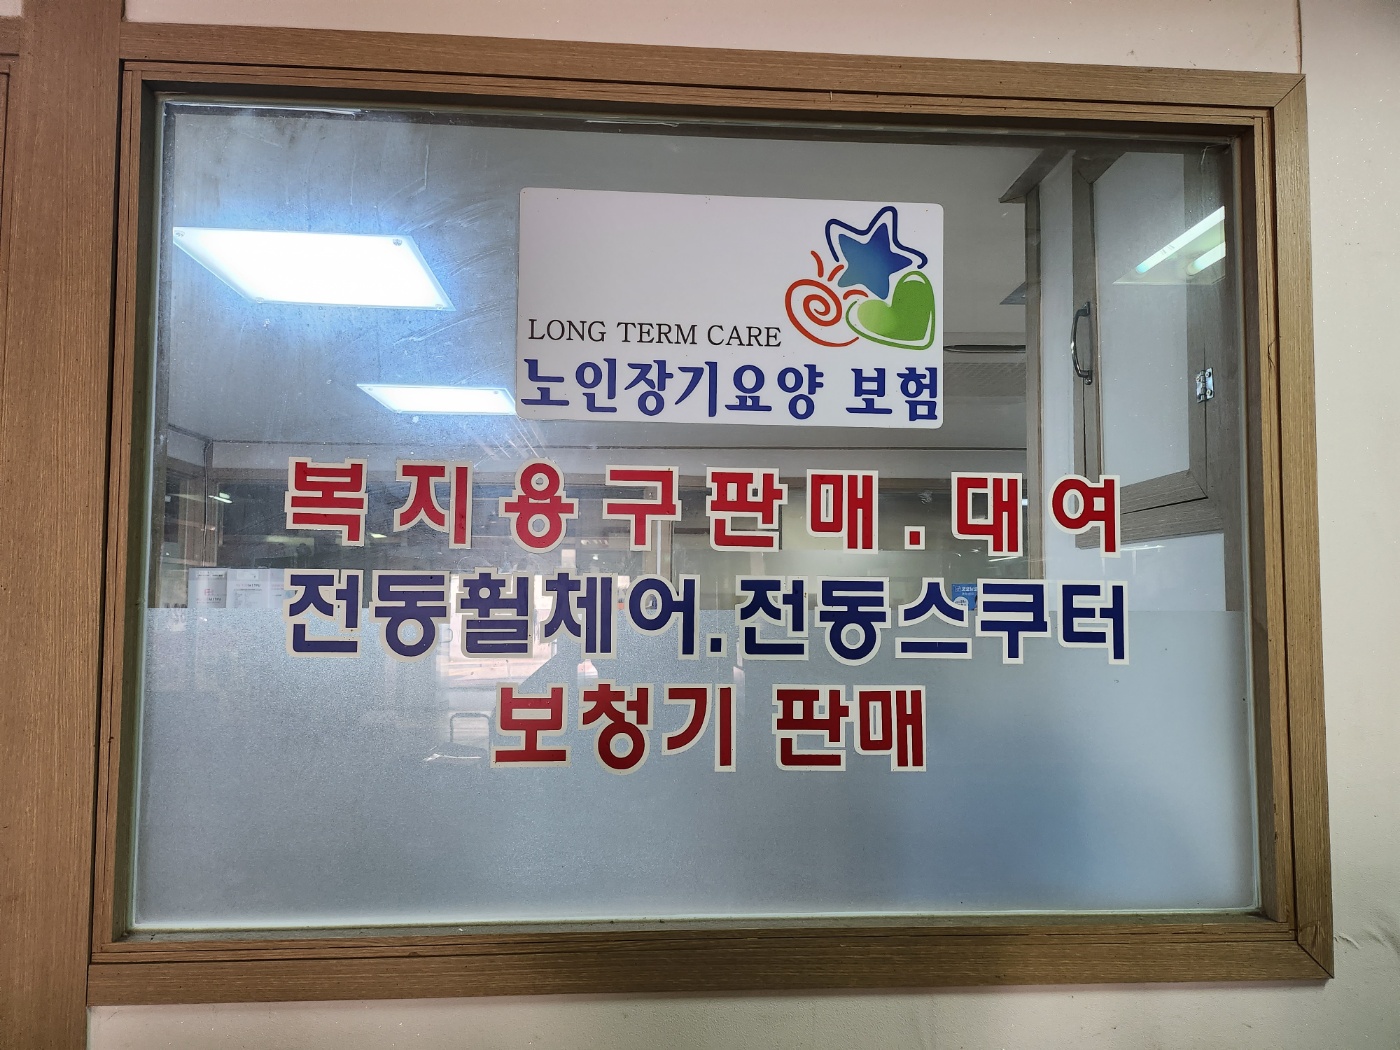 LONG TERM CARE
노인장기요양 보험
복지용구판매.대여
전동휠체어.전동스쿠터
보청기 판매